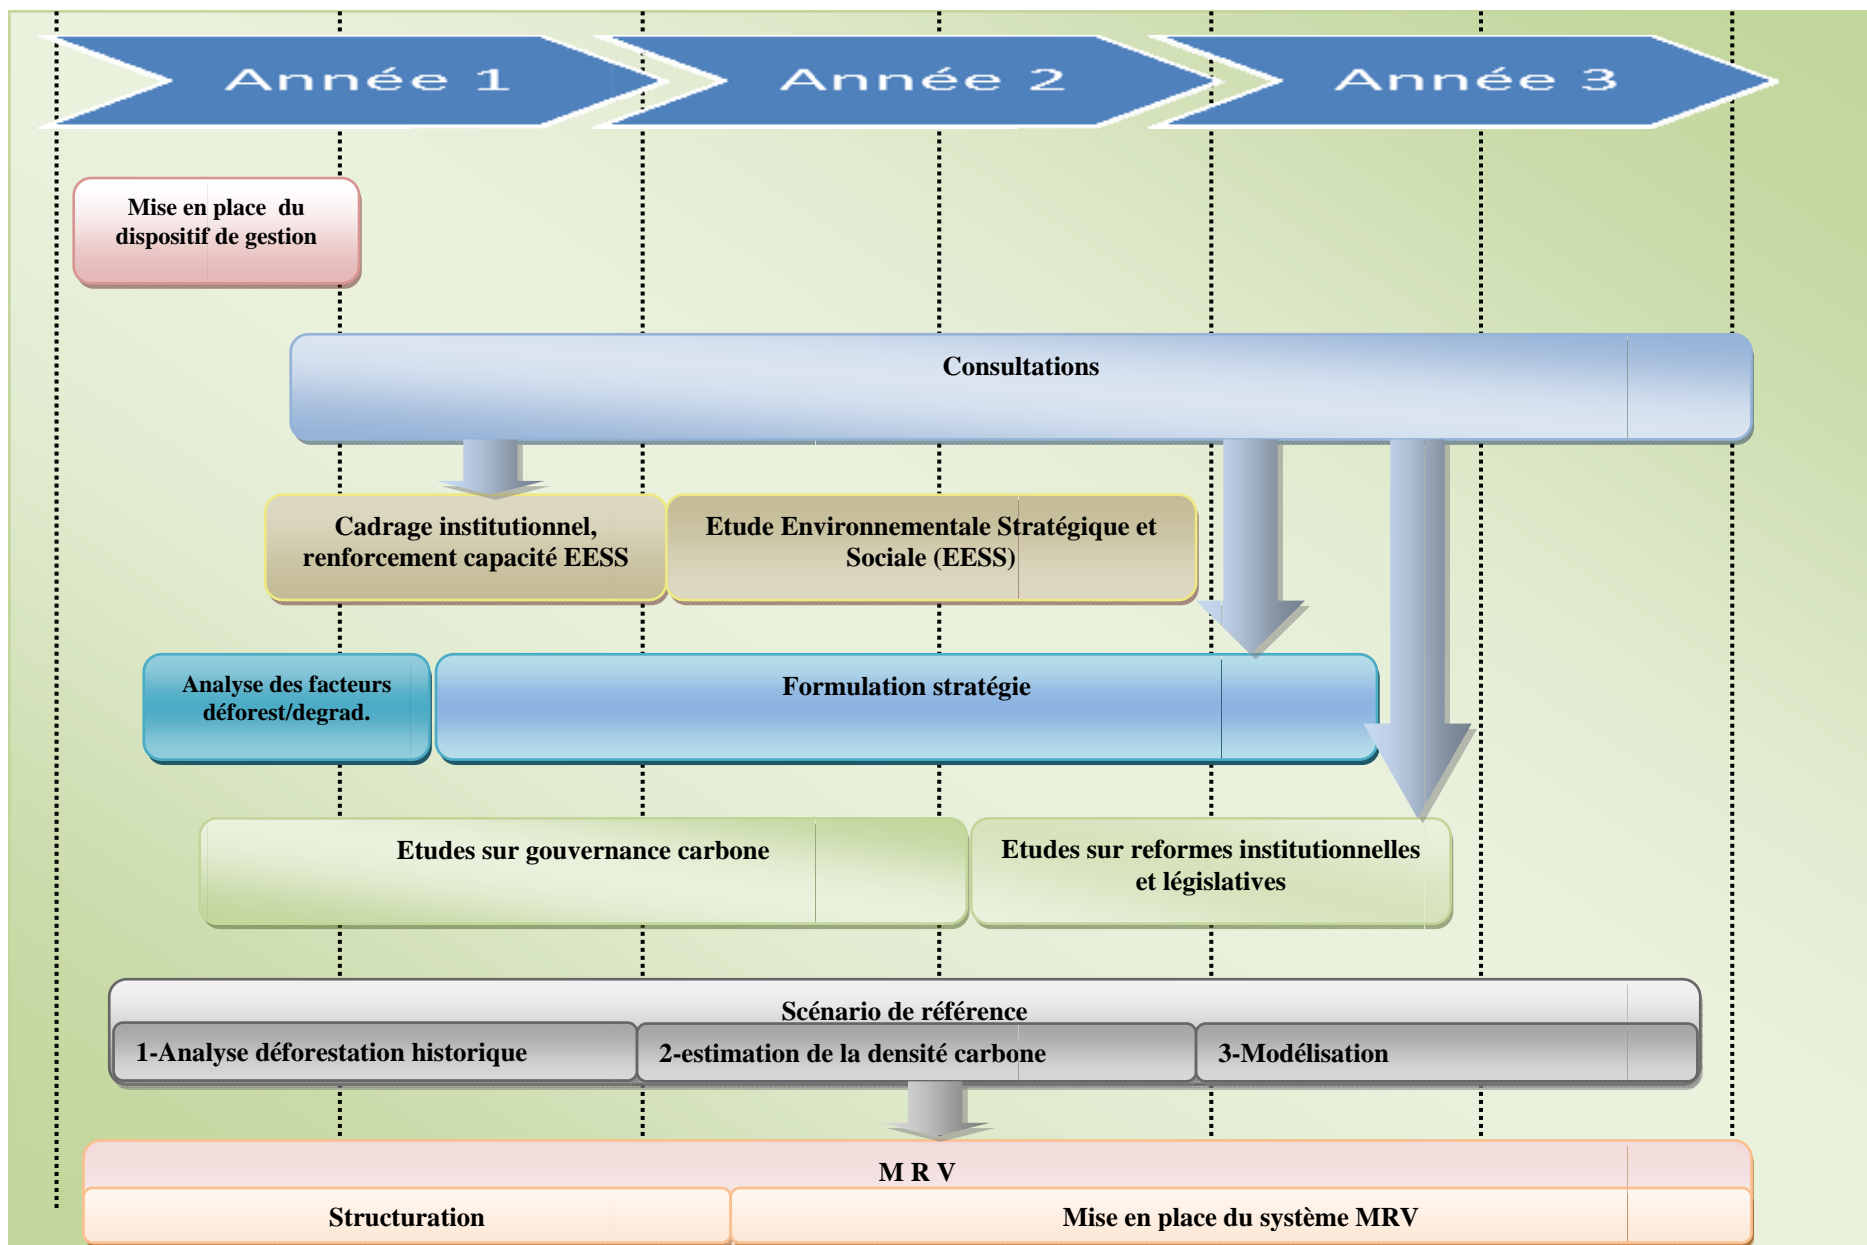 Année 1
Année 2
Année 3
Mise en place du
dispositif de gestion
Consultations
Cadrage institutionnel,
renforcement capacité EESS
Etude Environnementale Stratégique et
Sociale (EESS)
Analyse des facteurs
déforest/degrad.
Formulation stratégie
Etudes sur gouvernance carbone
Etudes sur reformes institutionnelles
et législatives
Scénario de référence
1-Analyse déforestation historique
2-estimation de la densité carbone
3-Modélisation
M R V
Structuration
Mise en place du système MRV